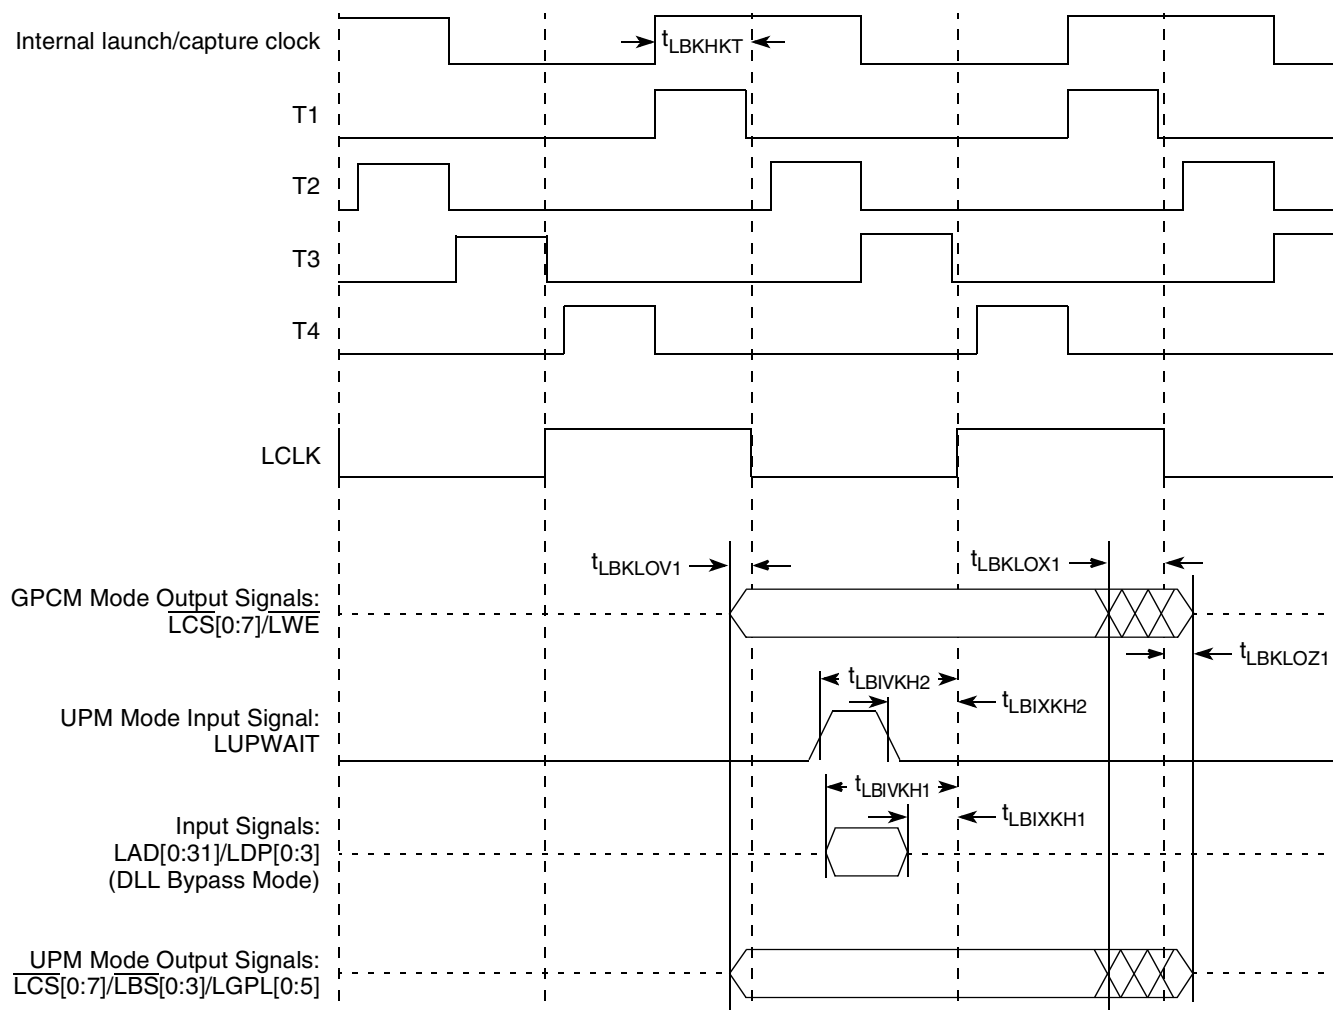 Internal launch/capture clock
tLBKHKT
T1
T2
T3
T4
LCLK
tLBKLOV1
tLBKLOX1
GPCM Mode Output Signals:
LCS[0:7]/LWE
tLBKLOZ1
tLBIVKH2
tLBIXKH2
UPM Mode Input Signal:
LUPWAIT
tLBIVKH1
tLBIXKH1
Input Signals:
LAD[0:31]/LDP[0:3]
(DLL Bypass Mode)
UPM Mode Output Signals:
LCS[0:7]/LBS[0:3]/LGPL[0:5]